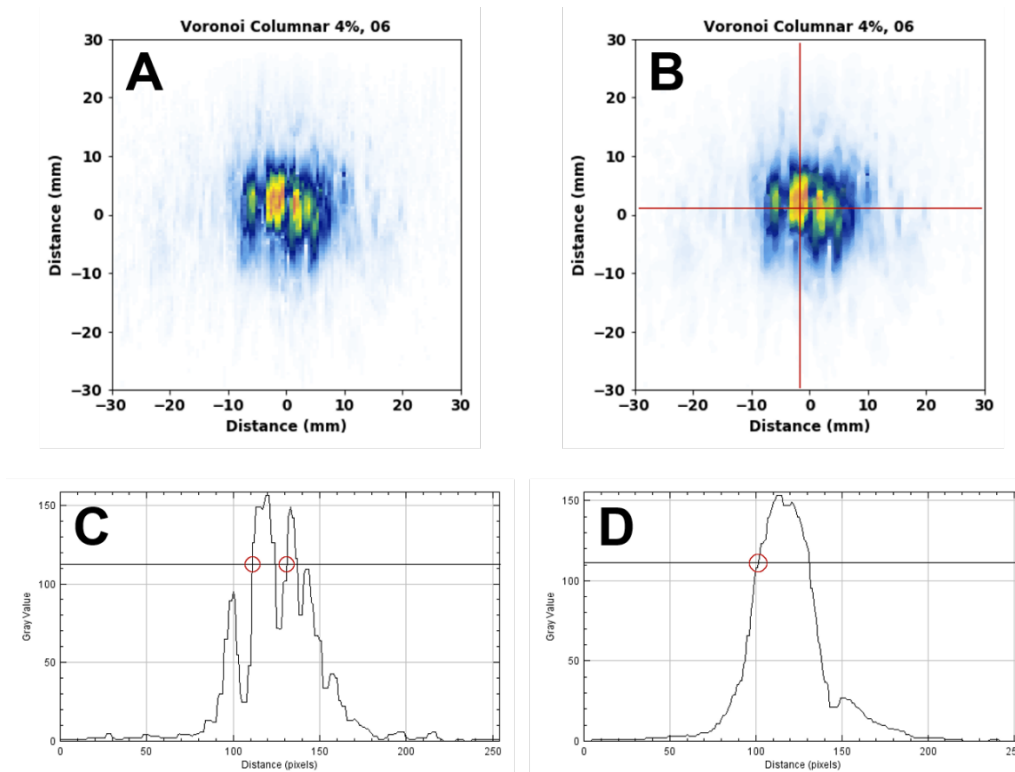 Voronoi Columnar 4%, 06
A
30
20
10
0
−10
−20
−30
−30 −20 −10 0 10 20 30
Distance (mm)
Distance (mm)
Voronoi Columnar 4%, 06
B
30
20
10
0
−10
−20
−30
−30 −20 −10 0 10 20 30
Distance (mm)
Distance (mm)
C
150
100
50
0
0 50 100 150 200 250
Gray Value
Distance (pixels)
D
150
100
50
0
0 50 100 150 200 250
Gray Value
Distance (pixels)